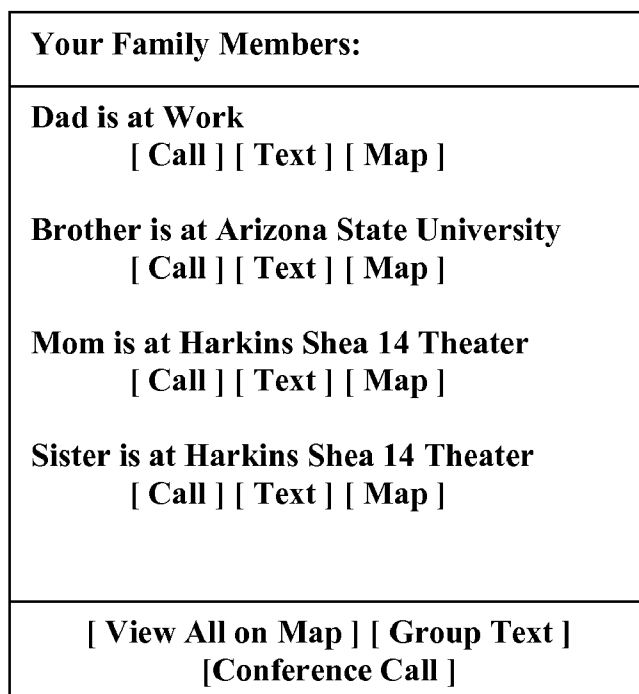 Your Family Members:
Dad is at Work
[ Call ] [ Text ] [ Map ]
Brother is at Arizona State University
[ Call ] [ Text ] [ Map ]
Mom is at Harkins Shea 14 Theater
[ Call ] [ Text ] [ Map ]
Sister is at Harkins Shea 14 Theater
[ Call ] [ Text ] [ Map ]
[ View All on Map ] [ Group Text ]
[Conference Call ]